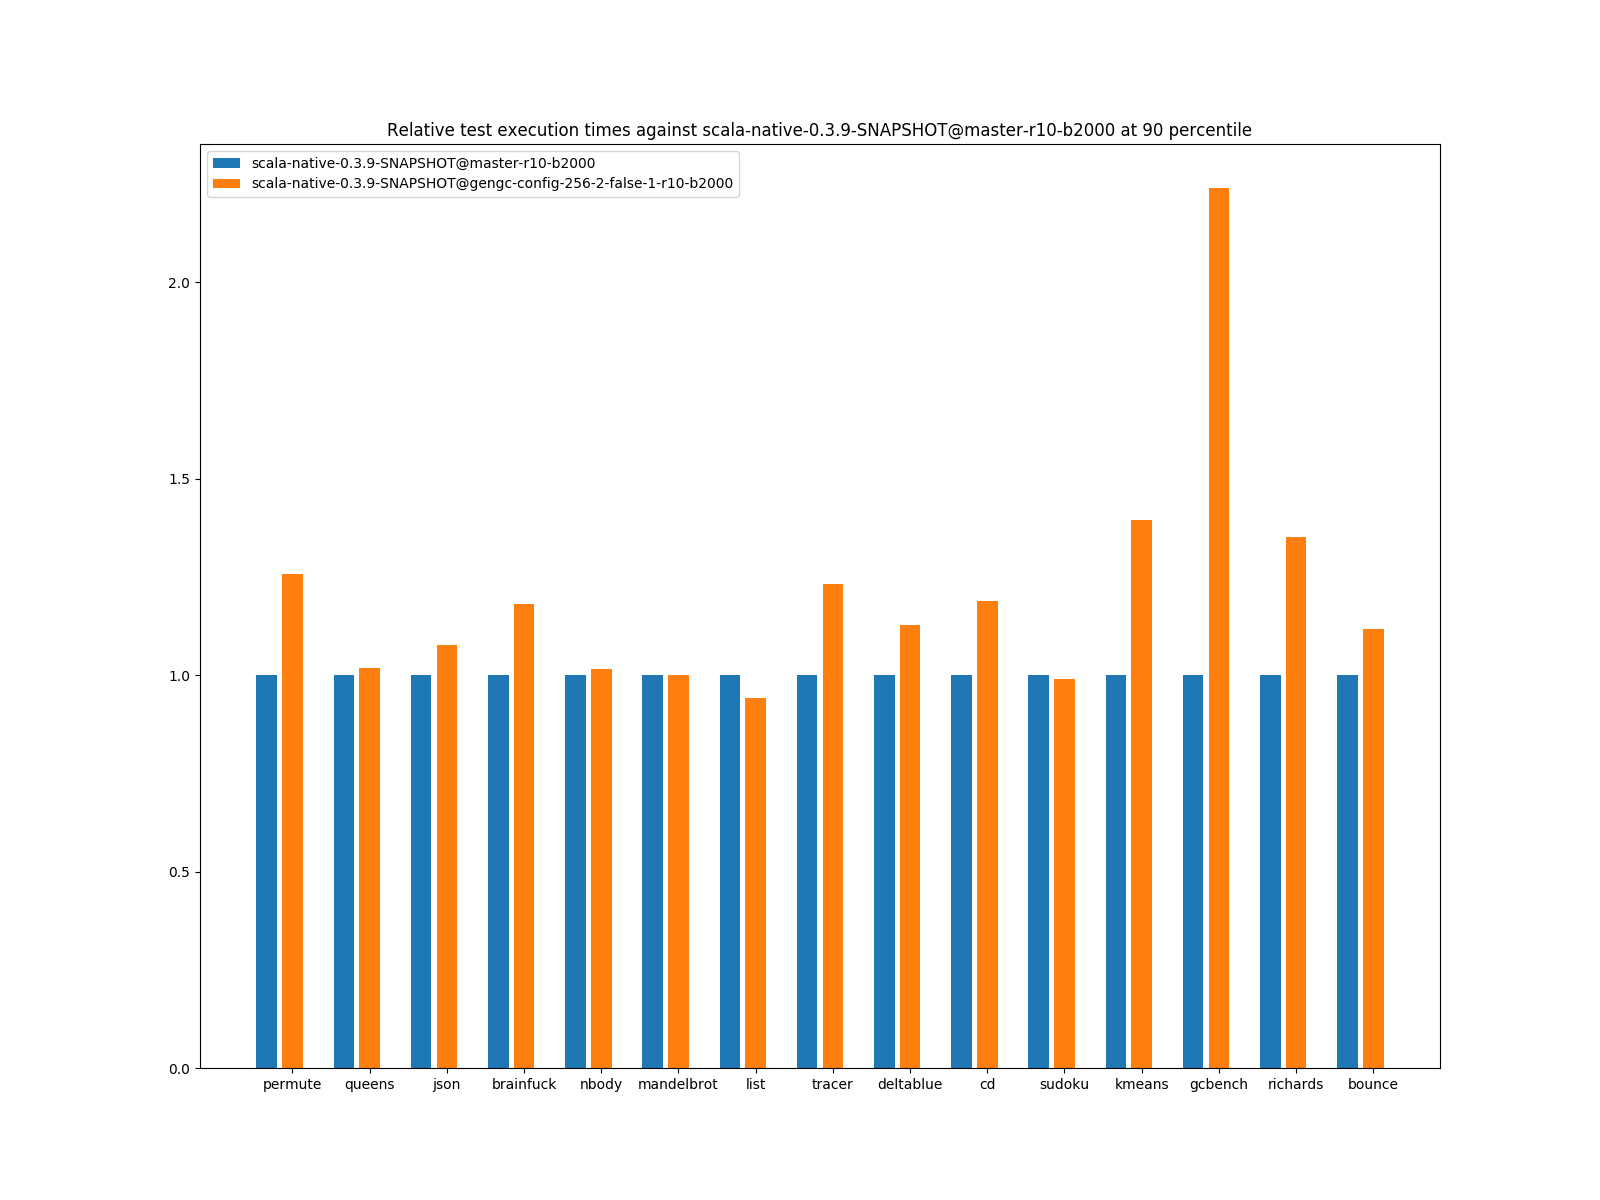 Relative test execution times against scala-native-0.3.9-SNAPSHOT@master-r10-b2000 at 90 percentile
scala-native-0.3.9-SNAPSHOT@master-r10-b2000
scala-native-0.3.9-SNAPSHOT@gengc-config-256-2-false-1-r10-b2000
2.0
1.5
1.0
0.5
0.0
permute queens json brainfuck nbody mandelbrot list tracer deltablue cd sudoku kmeans gcbench richards bounce